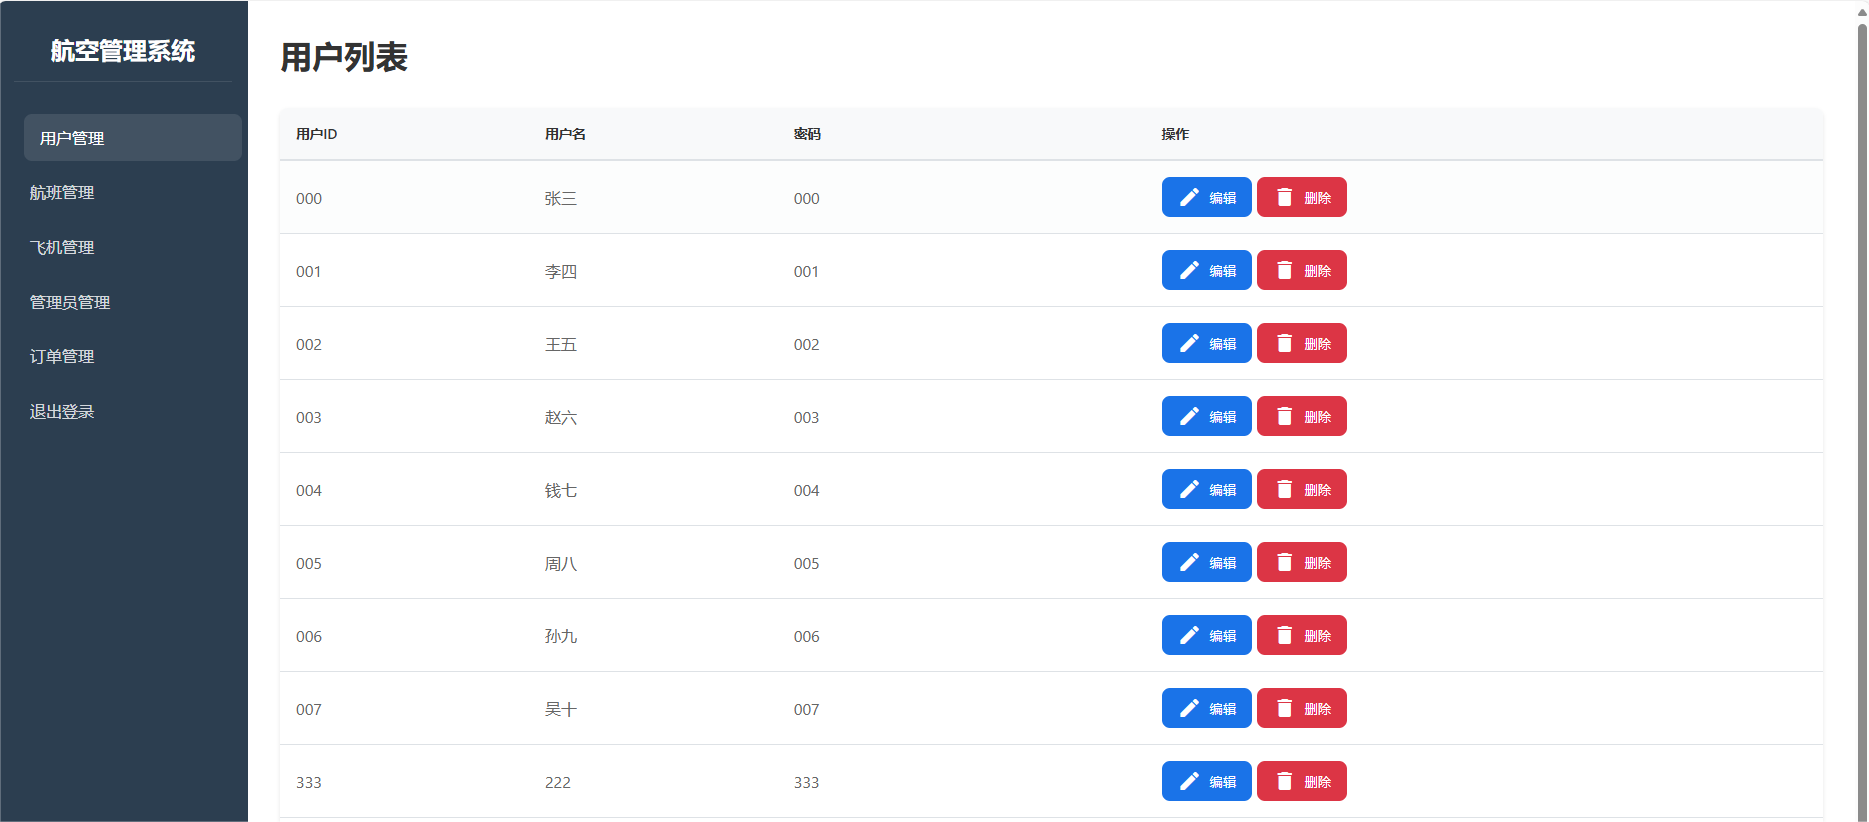 航空管理系统
用户管理
航班管理
飞机管理
管理员管理
订单管理
退出登录
用户列表
用户ID 用户名 密码 操作
000 张三 000 编辑 删除
001 李四 001 编辑 删除
002 王五 002 编辑 删除
003 赵六 003 编辑 删除
004 钱七 004 编辑 删除
005 周八 005 编辑 删除
006 孙九 006 编辑 删除
007 吴十 007 编辑 删除
333 222 333 编辑 删除